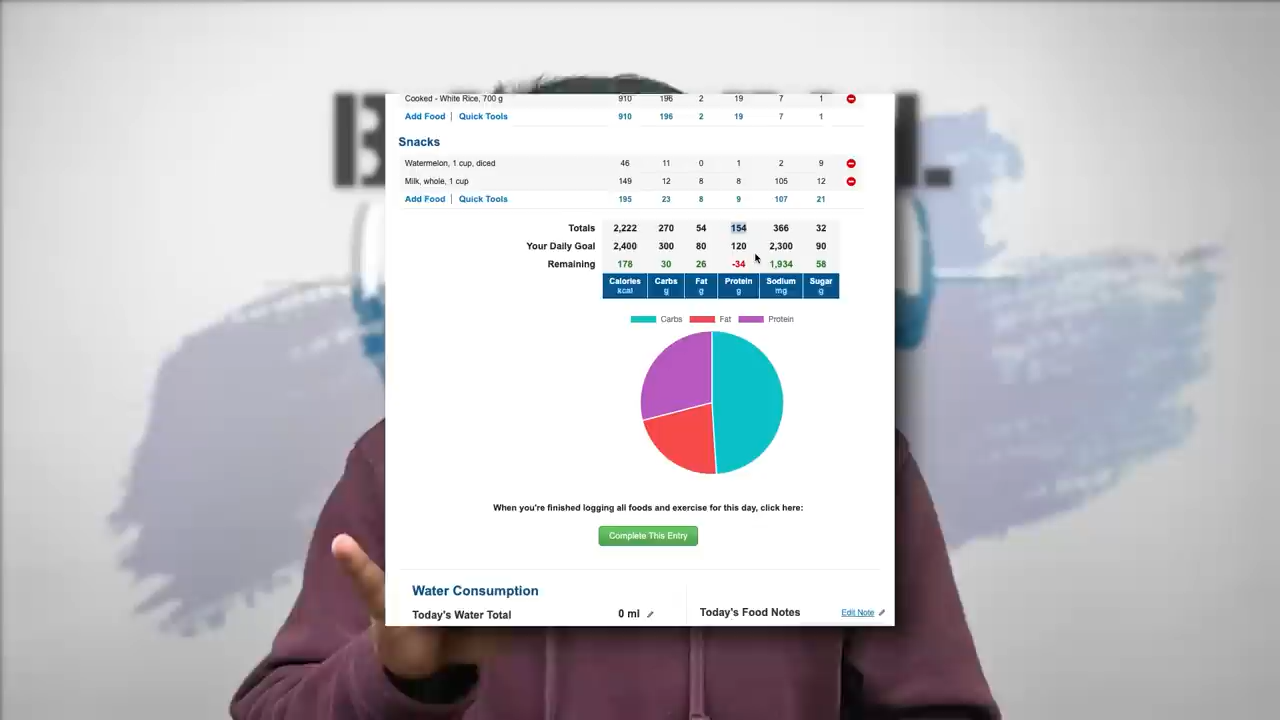 Cooked - White Rice, 700 g 910 196 2 19 7 1
Add Food | Quick Tools 910 196 2 19 7 1
Snacks
Watermelon, 1 cup, diced 46 11 0 1 2 9
Milk, whole, 1 cup 149 12 8 8 105 12
Add Food | Quick Tools 195 23 8 9 107 21
Totals 2,222 270 54 154 366 32
Your Daily Goal 2,400 300 80 120 2,300 90
Remaining 178 30 26 -34 1,934 58
Calories Carbs Fat Protein Sodium Sugar
kcal g g g mg g
Carbs Fat Protein
When you're finished logging all foods and exercise for this day, click here:
Complete This Entry
Water Consumption
Today's Water Total 0 ml
Today's Food Notes Edit Note